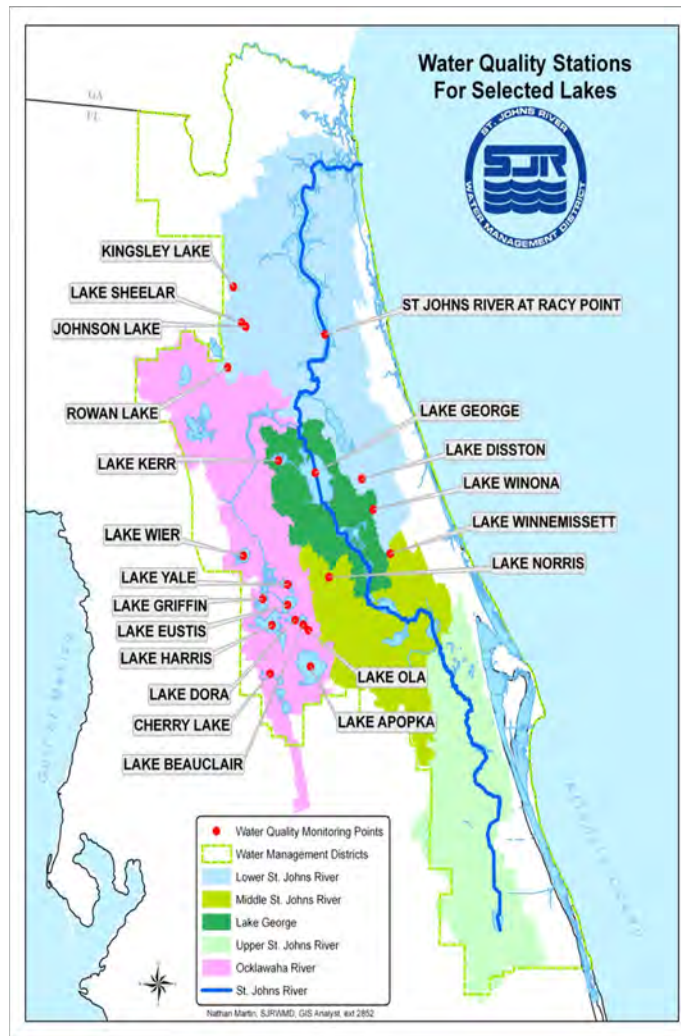 Water Quality Stations
For Selected Lakes
ST. JOHNS RIVER
SJR
WATER MANAGEMENT DISTRICT
GA
FL
KINGSLEY LAKE
LAKE SHEELAR
JOHNSON LAKE
ST JOHNS RIVER AT RACY POINT
ROWAN LAKE
LAKE GEORGE
LAKE KERR
LAKE DISSTON
LAKE WINONA
LAKE WINNEMISSETT
LAKE WIER
LAKE NORRIS
LAKE YALE
LAKE GRIFFIN
LAKE EUSTIS
LAKE HARRIS
LAKE OLA
LAKE DORA
LAKE APOPKA
CHERRY LAKE
LAKE BEAUCLAIR
Gulf of Mexico
Atlantic Ocean
Water Quality Monitoring Points
Water Management Districts
Lower St. Johns River
Middle St. Johns River
Lake George
Upper St. Johns River
Ocklawaha River
St. Johns River
Nathan Martin, SJRWMD, GIS Analyst, ext 2852